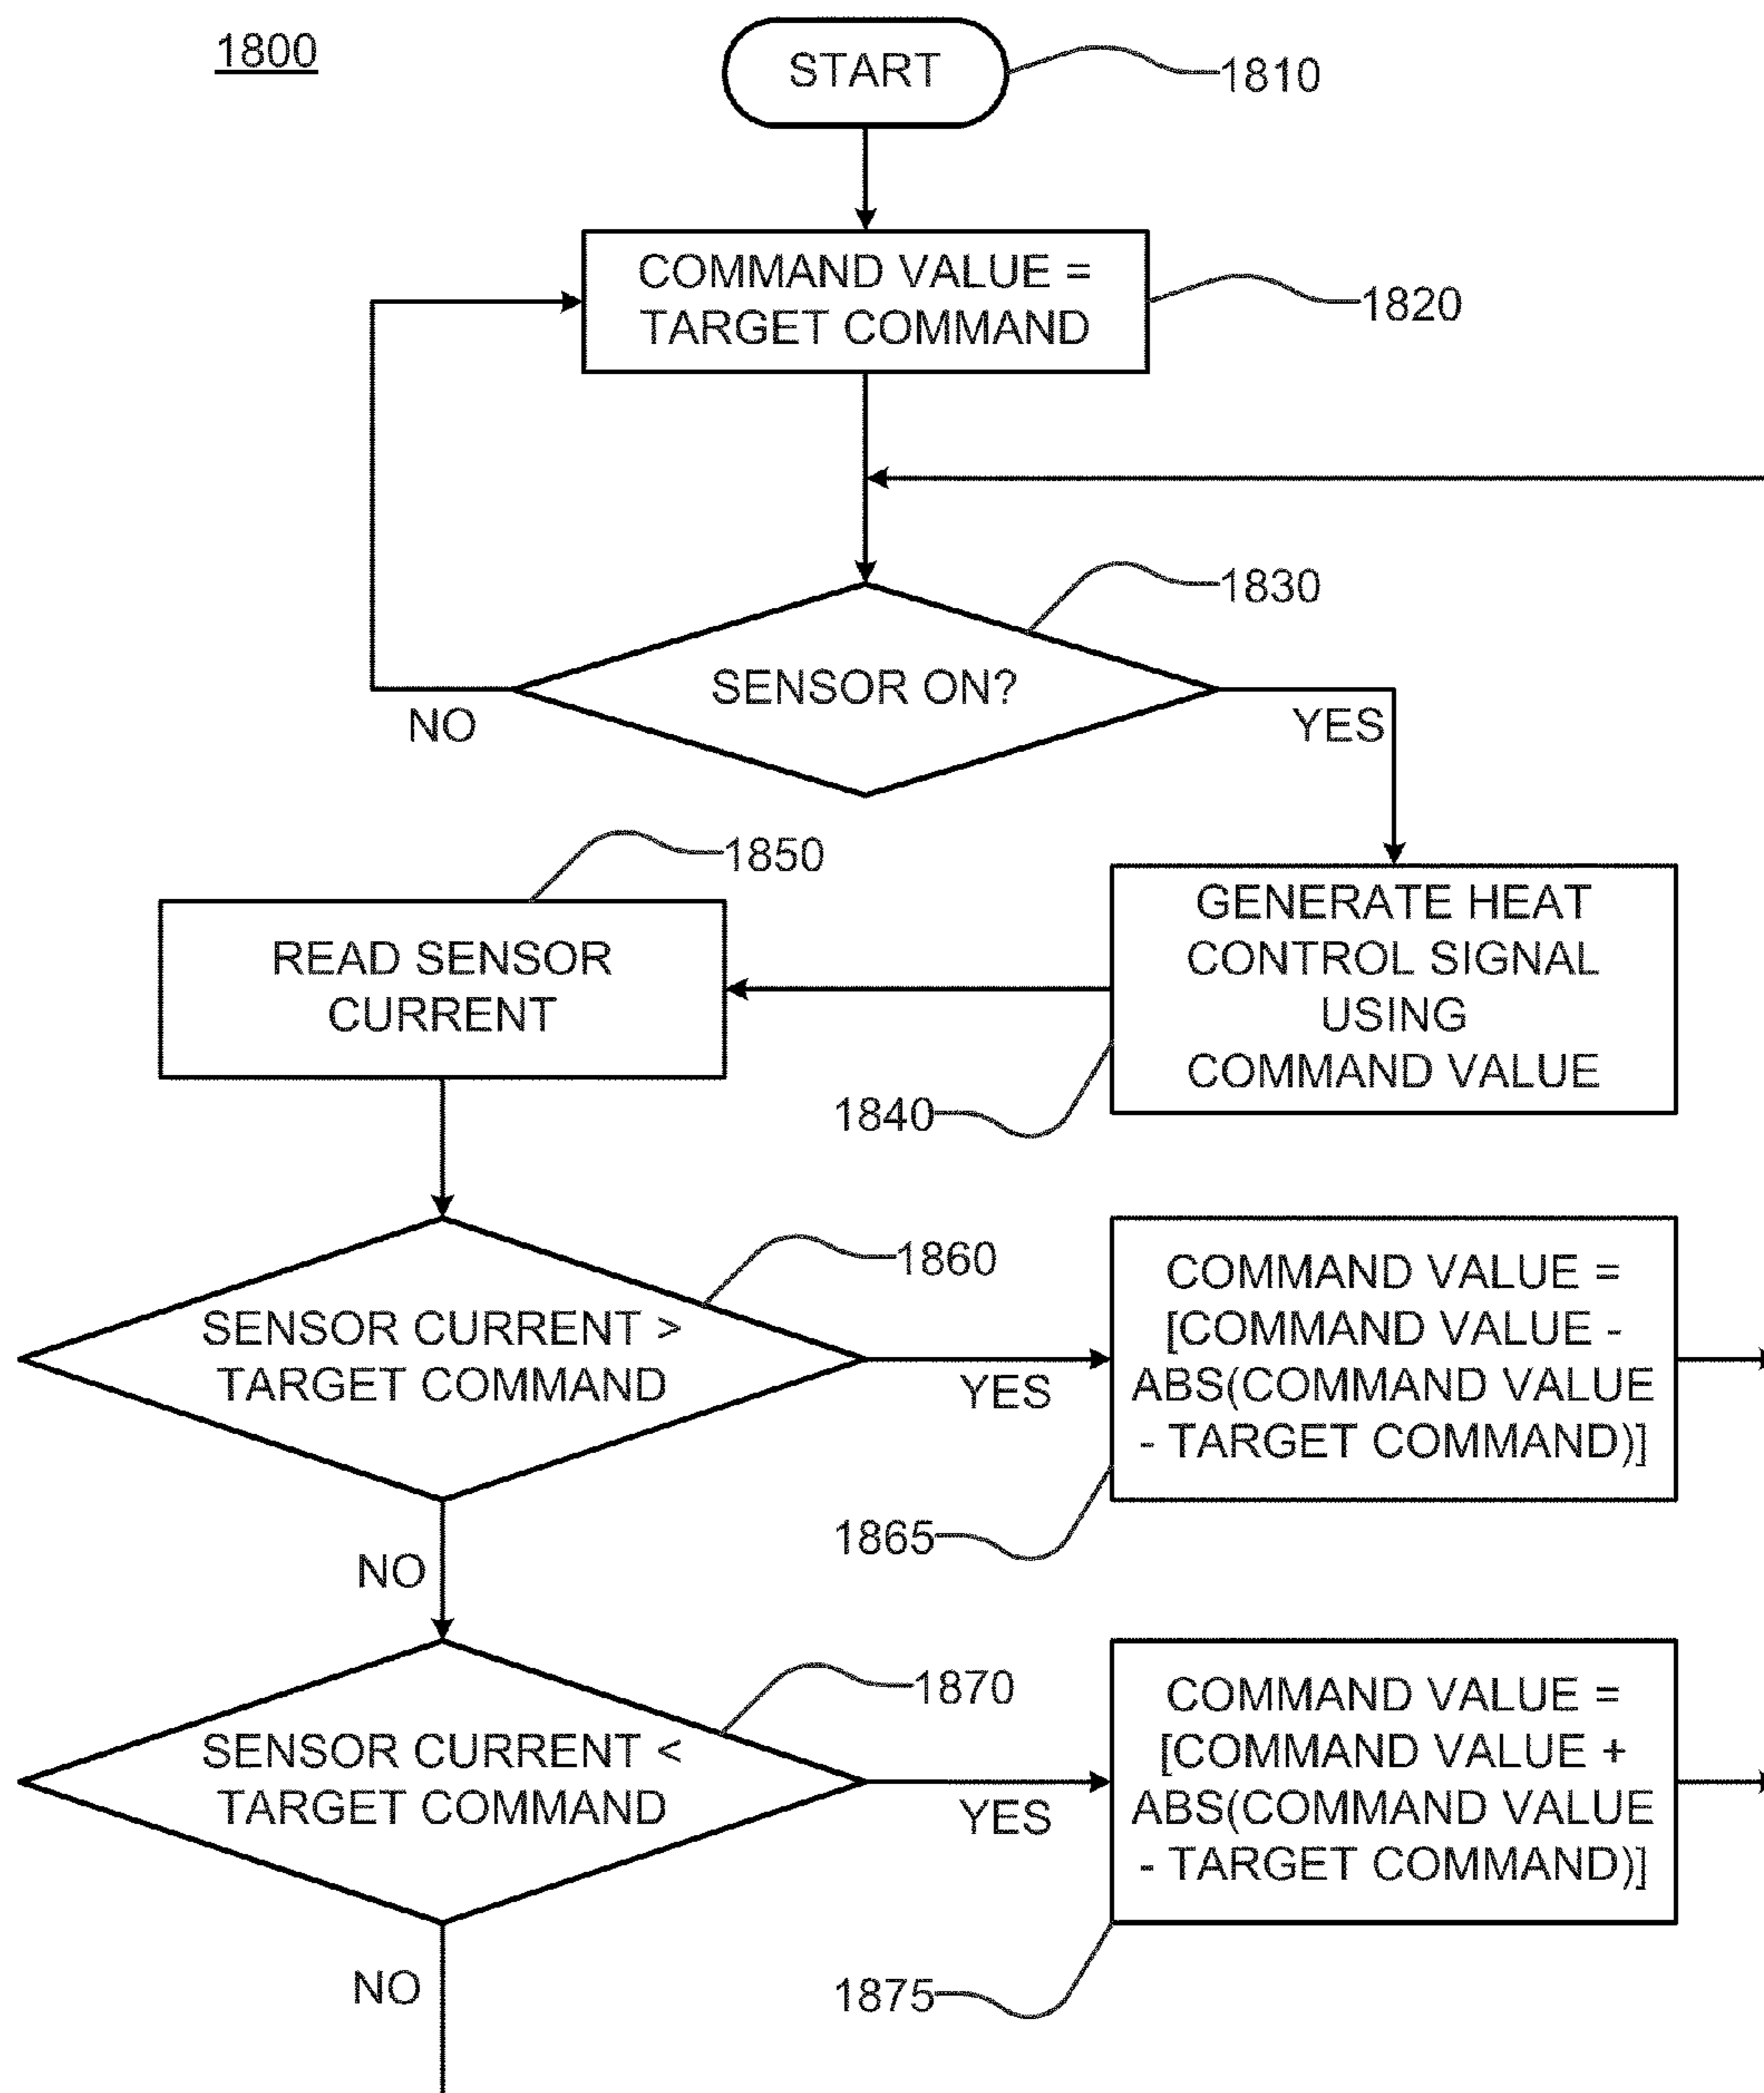 1800
START
1810
COMMAND VALUE =
TARGET COMMAND
1820
1830
SENSOR ON?
NO
YES
1850
READ SENSOR
CURRENT
GENERATE HEAT
CONTROL SIGNAL
USING
COMMAND VALUE
1840
1860
SENSOR CURRENT >
TARGET COMMAND
YES
COMMAND VALUE =
[COMMAND VALUE -
ABS(COMMAND VALUE
- TARGET COMMAND)]
1865
NO
1870
SENSOR CURRENT <
TARGET COMMAND
YES
COMMAND VALUE =
[COMMAND VALUE +
ABS(COMMAND VALUE
- TARGET COMMAND)]
1875
NO